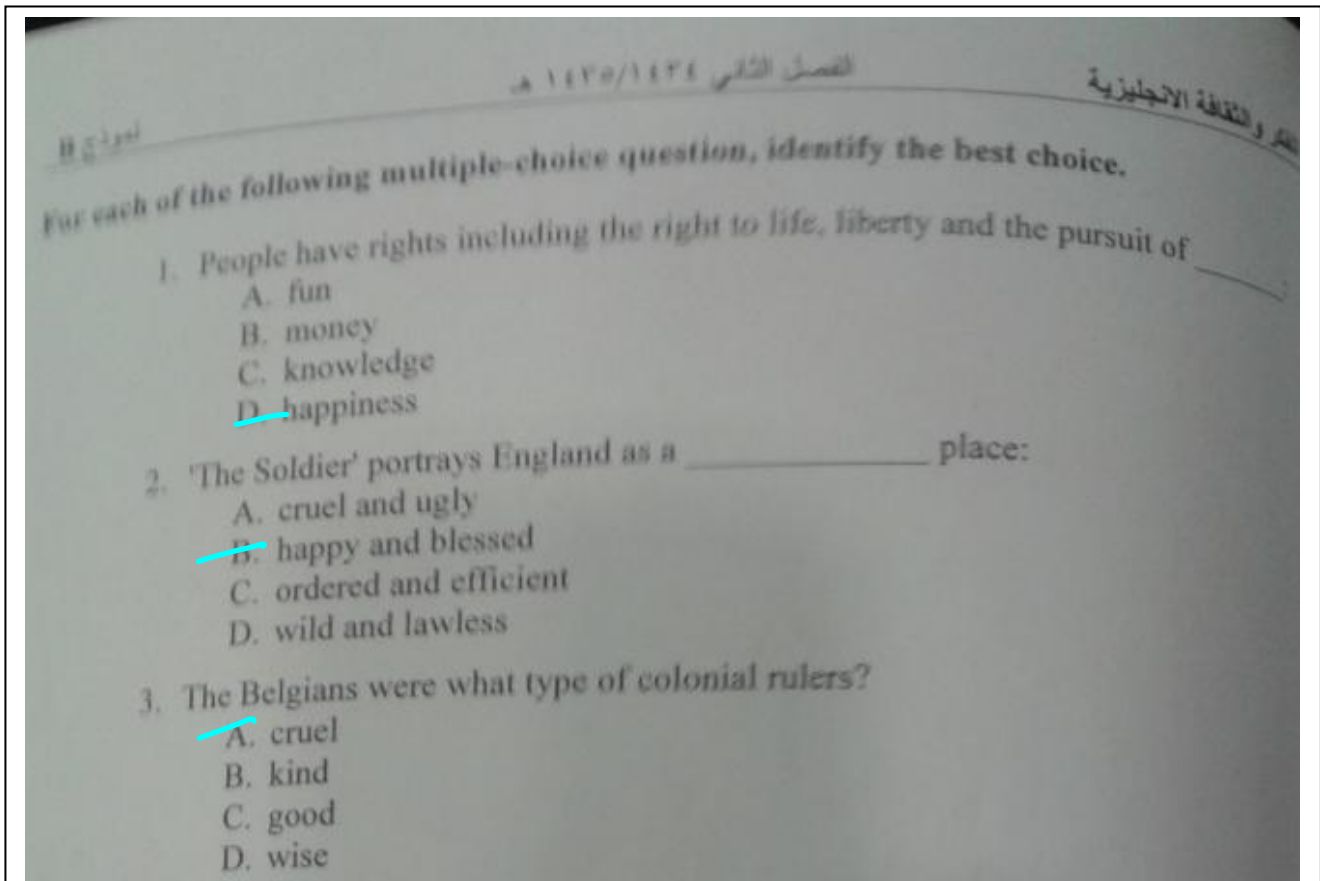 الفصل الثاني ١٤٣٥/١٤٣٤ هـ
والثقافة الانجليزية
نموذج B
For each of the following multiple-choice question, identify the best choice.
1. People have rights including the right to life, liberty and the pursuit of ______:
A. fun
B. money
C. knowledge
D. happiness
2. 'The Soldier' portrays England as a ______________ place:
A. cruel and ugly
B. happy and blessed
C. ordered and efficient
D. wild and lawless
3. The Belgians were what type of colonial rulers?
A. cruel
B. kind
C. good
D. wise